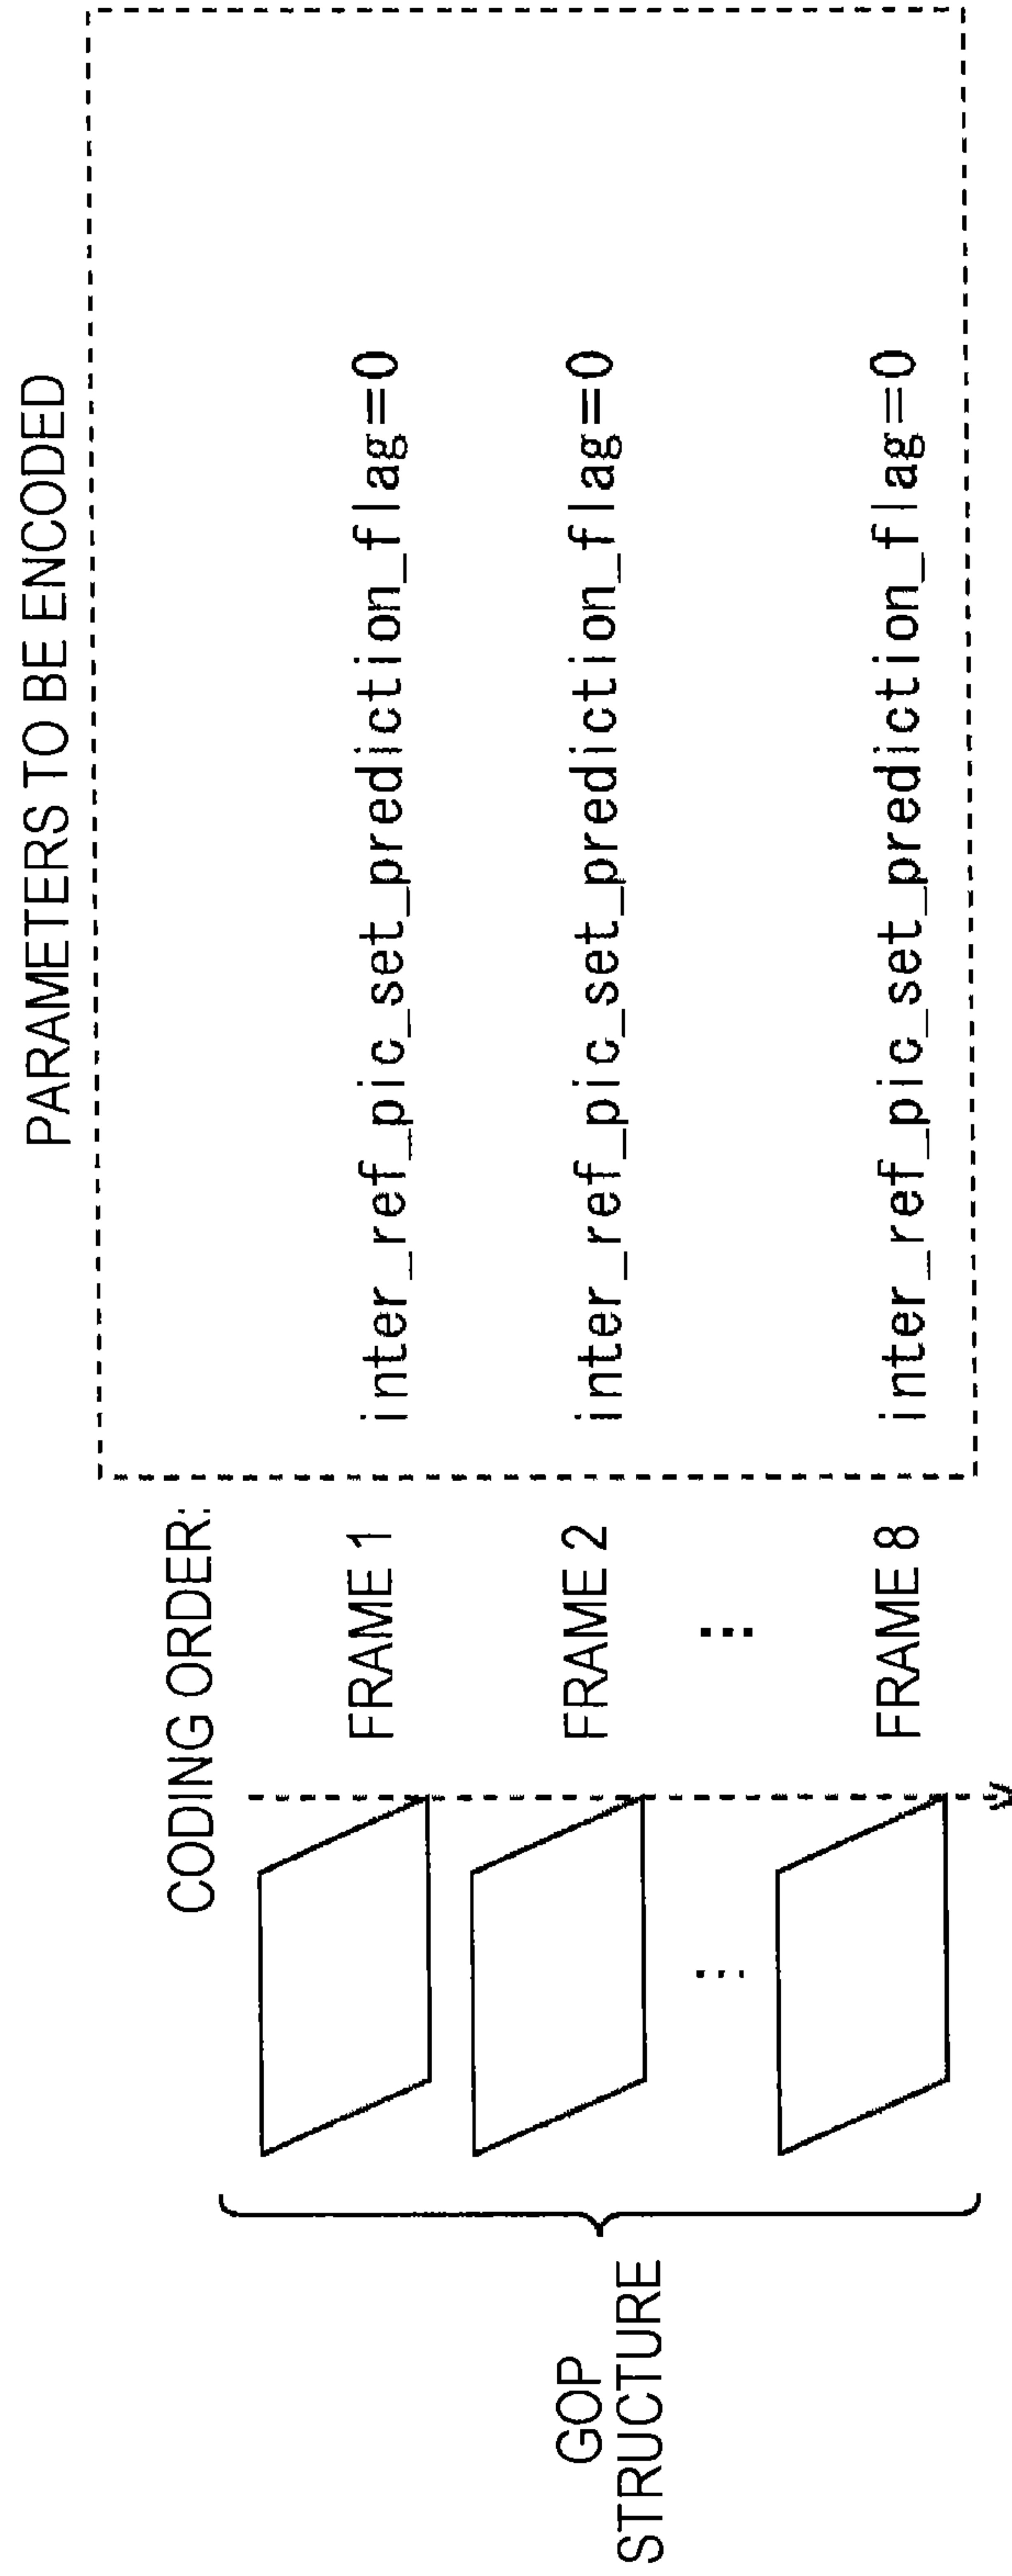 PARAMETERS TO BE ENCODED
CODING ORDER:
FRAME 1
inter_ref_pic_set_prediction_flag=0
FRAME 2
inter_ref_pic_set_prediction_flag=0
...
...
FRAME 8
inter_ref_pic_set_prediction_flag=0
GOP
STRUCTURE